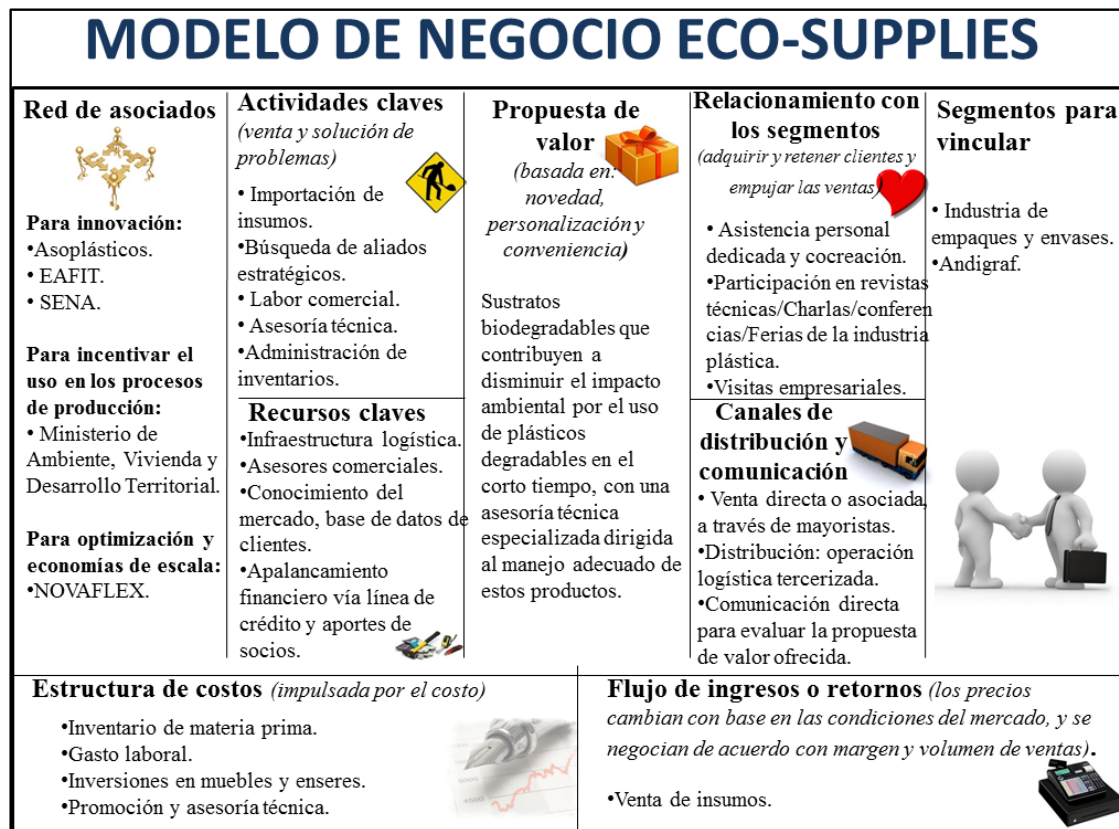 MODELO DE NEGOCIO ECO-SUPPLIES
Red de asociados
Para innovación:
•Asoplásticos.
• EAFIT.
• SENA.
Para incentivar el
uso en los procesos
de producción:
• Ministerio de
Ambiente, Vivienda y
Desarrollo Territorial.
Para optimización y
economías de escala:
•NOVAFLEX.
Actividades claves
(venta y solución de
problemas)
• Importación de
insumos.
•Búsqueda de aliados
estratégicos.
• Labor comercial.
• Asesoría técnica.
•Administración de
inventarios.
Recursos claves
•Infraestructura logística.
•Asesores comerciales.
•Conocimiento del
mercado, base de datos de
clientes.
•Apalancamiento
financiero vía línea de
crédito y aportes de
socios.
Propuesta de
valor
(basada en:
novedad,
personalización y
conveniencia)
Sustratos
biodegradables que
contribuyen a
disminuir el impacto
ambiental por el uso
de plásticos
degradables en el
corto tiempo, con una
asesoría técnica
especializada dirigida
al manejo adecuado de
estos productos.
Relacionamiento con
los segmentos
(adquirir y retener clientes y
empujar las ventas)
• Asistencia personal
dedicada y cocreación.
•Participación en revistas
técnicas/Charlas/conferen
cias/Ferias de la industria
plástica.
•Visitas empresariales.
Canales de
distribución y
comunicación
• Venta directa o asociada,
a través de mayoristas.
•Distribución: operación
logística tercerizada.
•Comunicación directa
para evaluar la propuesta
de valor ofrecida.
Segmentos para
vincular
• Industria de
empaques y envases.
•Andigraf.
Estructura de costos (impulsada por el costo)
•Inventario de materia prima.
•Gasto laboral.
•Inversiones en muebles y enseres.
•Promoción y asesoría técnica.
Flujo de ingresos o retornos (los precios
cambian con base en las condiciones del mercado, y se
negocian de acuerdo con margen y volumen de ventas).
•Venta de insumos.